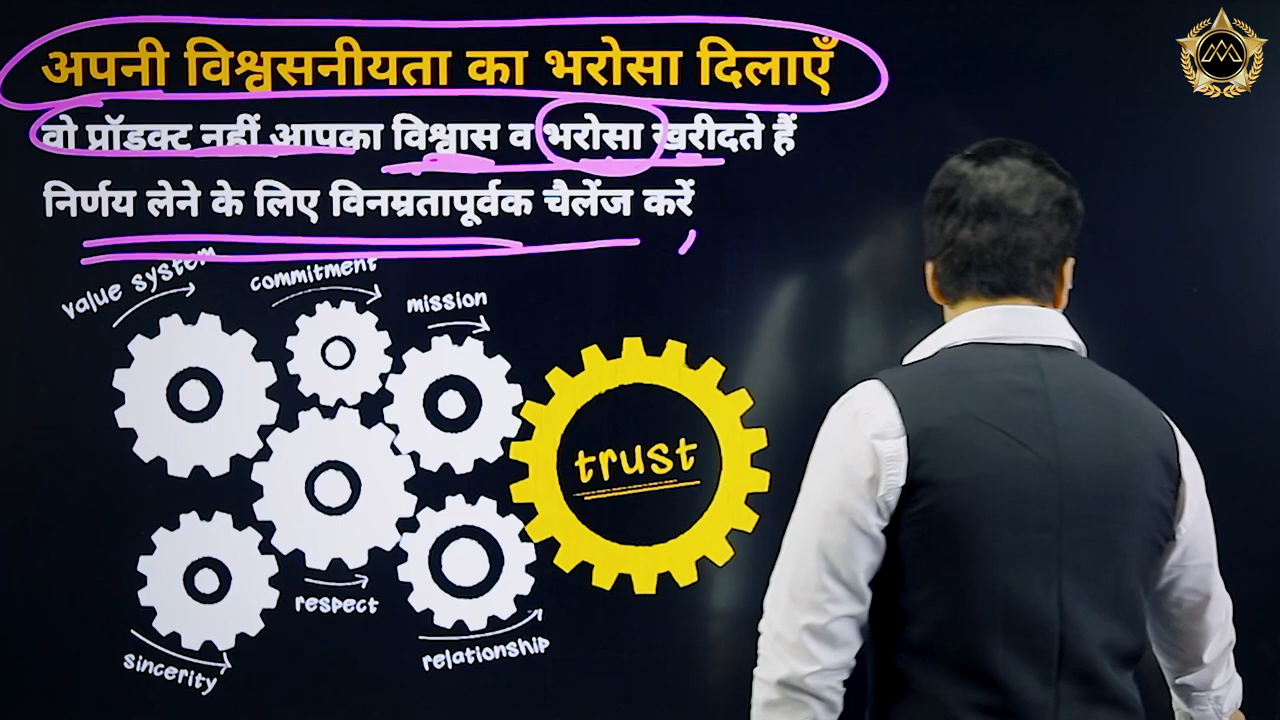 अपनी विश्वसनीयता का भरोसा दिलाएँ
वो प्रॉडक्ट नहीं आपका विश्वास व भरोसा खरीदते हैं
निर्णय लेने के लिए विनम्रतापूर्वक चैलेंज करें
value system
commitment
mission
trust
respect
relationship
sincerity